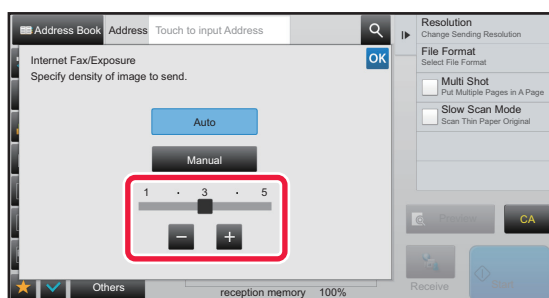 Address Book Address Touch to input Address
Internet Fax/Exposure
Specify density of image to send.
OK
Auto
Manual
1 · 3 · 5
− +
Others
reception memory 100%
Resolution
Change Sending Resolution
File Format
Select File Format
Multi Shot
Put Multiple Pages in A Page
Slow Scan Mode
Scan Thin Paper Original
Preview CA
Receive Start